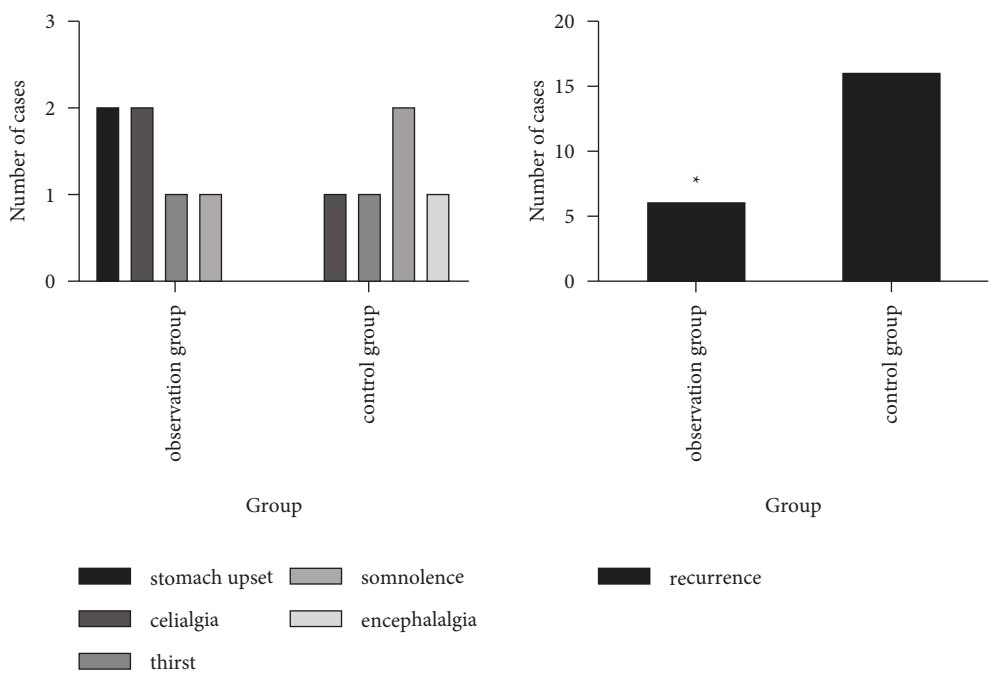 3
2
1
0
Number of cases
observation group
control group
Group
stomach upset
celialgia
thirst
somnolence
encephalalgia
20
15
10
5
0
Number of cases
*
observation group
control group
Group
recurrence